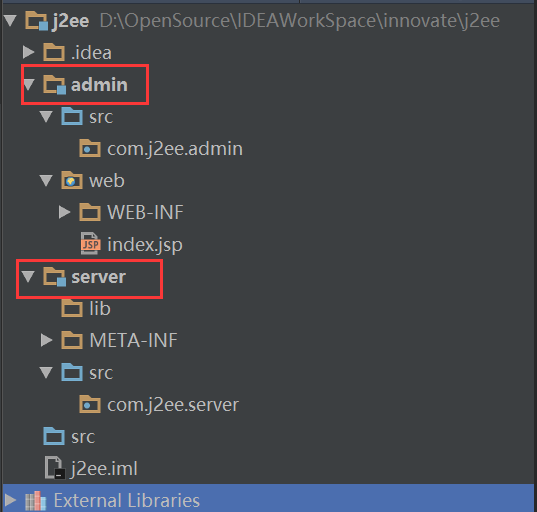 j2ee D:\OpenSource\IDEAWorkSpace\innovate\j2ee
.idea
admin
src
com.j2ee.admin
web
WEB-INF
JSP index.jsp
server
lib
META-INF
src
com.j2ee.server
src
j2ee.iml
External Libraries